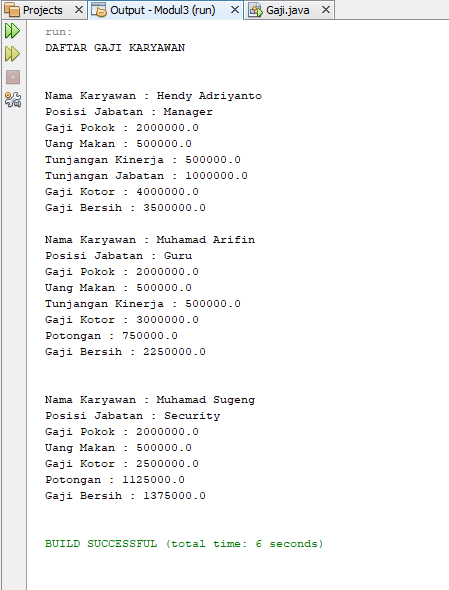 Projects Output - Modul3 (run) Gaji.java
run:
DAFTAR GAJI KARYAWAN
Nama Karyawan : Hendy Adriyanto
Posisi Jabatan : Manager
Gaji Pokok : 2000000.0
Uang Makan : 500000.0
Tunjangan Kinerja : 500000.0
Tunjangan Jabatan : 1000000.0
Gaji Kotor : 4000000.0
Gaji Bersih : 3500000.0
Nama Karyawan : Muhamad Arifin
Posisi Jabatan : Guru
Gaji Pokok : 2000000.0
Uang Makan : 500000.0
Tunjangan Kinerja : 500000.0
Gaji Kotor : 3000000.0
Potongan : 750000.0
Gaji Bersih : 2250000.0
Nama Karyawan : Muhamad Sugeng
Posisi Jabatan : Security
Gaji Pokok : 2000000.0
Uang Makan : 500000.0
Gaji Kotor : 2500000.0
Potongan : 1125000.0
Gaji Bersih : 1375000.0
BUILD SUCCESSFUL (total time: 6 seconds)